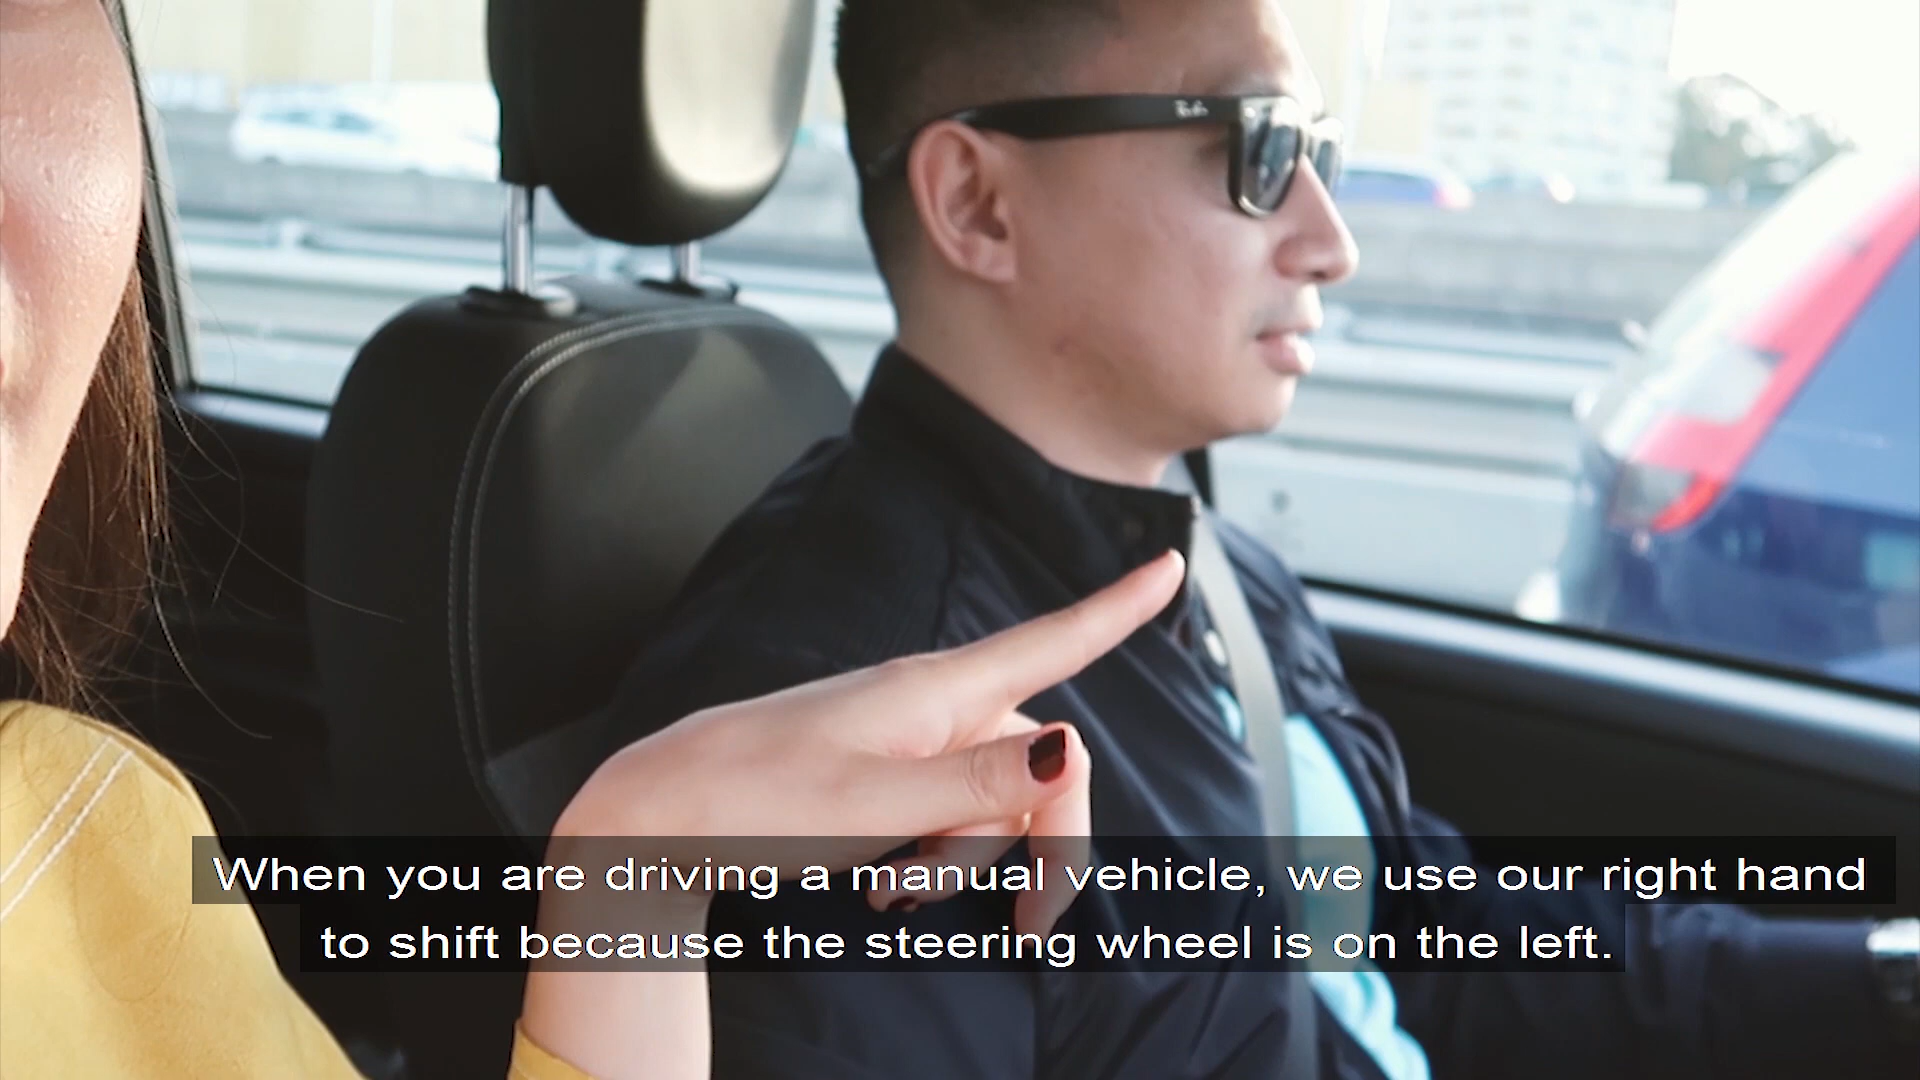 When you are driving a manual vehicle, we use our right hand
to shift because the steering wheel is on the left.